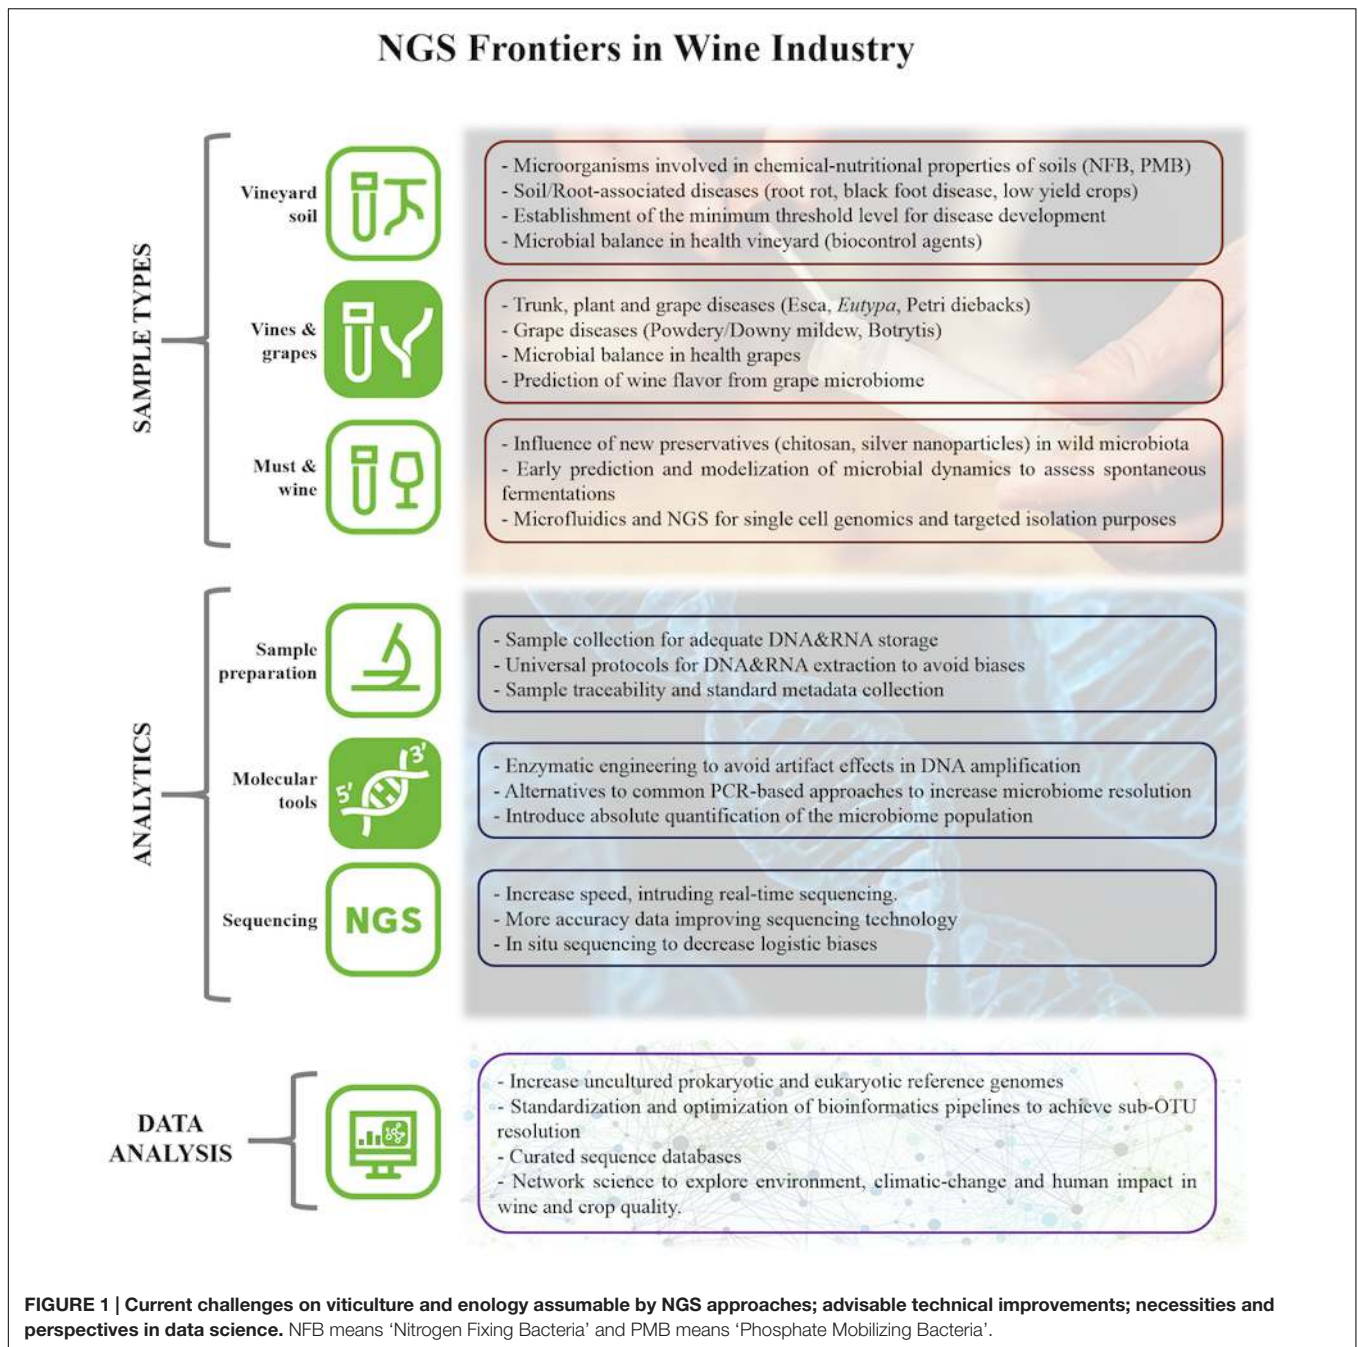 NGS Frontiers in Wine Industry
SAMPLE TYPES
Vineyard
soil
- Microorganisms involved in chemical-nutritional properties of soils (NFB, PMB)
- Soil/Root-associated diseases (root rot, black foot disease, low yield crops)
- Establishment of the minimum threshold level for disease development
- Microbial balance in health vineyard (biocontrol agents)
Vines &
grapes
- Trunk, plant and grape diseases (Esca, Eutypa, Petri diebacks)
- Grape diseases (Powdery/Downy mildew, Botrytis)
- Microbial balance in health grapes
- Prediction of wine flavor from grape microbiome
Must &
wine
- Influence of new preservatives (chitosan, silver nanoparticles) in wild microbiota
- Early prediction and modelization of microbial dynamics to assess spontaneous
fermentations
- Microfluidics and NGS for single cell genomics and targeted isolation purposes
ANALYTICS
Sample
preparation
- Sample collection for adequate DNA&RNA storage
- Universal protocols for DNA&RNA extraction to avoid biases
- Sample traceability and standard metadata collection
Molecular
tools
5' 3'
- Enzymatic engineering to avoid artifact effects in DNA amplification
- Alternatives to common PCR-based approaches to increase microbiome resolution
- Introduce absolute quantification of the microbiome population
Sequencing
NGS
- Increase speed, intruding real-time sequencing.
- More accuracy data improving sequencing technology
- In situ sequencing to decrease logistic biases
DATA
ANALYSIS
- Increase uncultured prokaryotic and eukaryotic reference genomes
- Standardization and optimization of bioinformatics pipelines to achieve sub-OTU
resolution
- Curated sequence databases
- Network science to explore environment, climatic-change and human impact in
wine and crop quality.
FIGURE 1 | Current challenges on viticulture and enology assumable by NGS approaches; advisable technical improvements; necessities and
perspectives in data science. NFB means ‘Nitrogen Fixing Bacteria’ and PMB means ‘Phosphate Mobilizing Bacteria’.